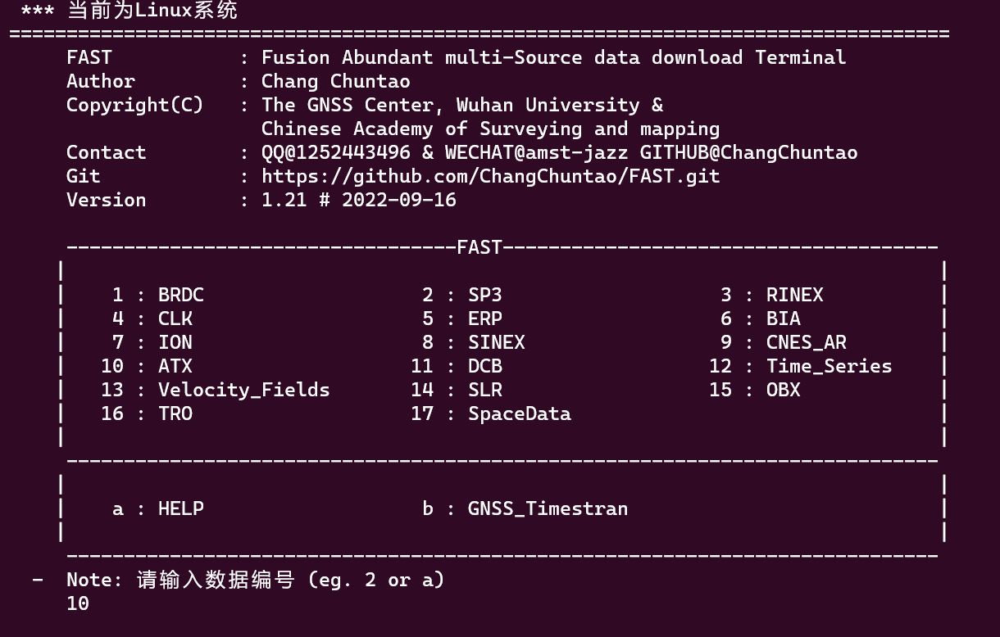 *** 当前为Linux系统
==================================================================================
FAST : Fusion Abundant multi-Source data download Terminal
Author : Chang Chuntao
Copyright(C) : The GNSS Center, Wuhan University &
Chinese Academy of Surveying and mapping
Contact : QQ@1252443496 & WECHAT@amst-jazz GITHUB@ChangChuntao
Git : https://github.com/ChangChuntao/FAST.git
Version : 1.21 # 2022-09-16
----------------------------------FAST--------------------------------------
| |
| 1 : BRDC 2 : SP3 3 : RINEX |
| 4 : CLK 5 : ERP 6 : BIA |
| 7 : ION 8 : SINEX 9 : CNES_AR |
| 10 : ATX 11 : DCB 12 : Time_Series |
| 13 : Velocity_Fields 14 : SLR 15 : OBX |
| 16 : TRO 17 : SpaceData |
| |
----------------------------------------------------------------------------
| |
| a : HELP b : GNSS_Timestran |
| |
----------------------------------------------------------------------------
- Note: 请输入数据编号 (eg. 2 or a)
10